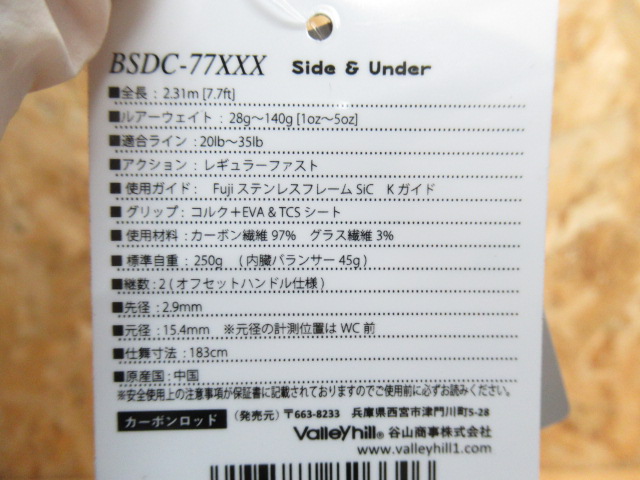 BSDC-77XXX Side & Under
■全長 : 2.31m [7.7ft]
■ルアーウェイト : 28g〜140g [1oz〜5oz]
■適合ライン : 20lb〜35lb
■アクション : レギュラーファスト
■使用ガイド : Fuji ステンレスフレーム SiC Kガイド
■グリップ : コルク+EVA & TCS シート
■使用材料 : カーボン繊維 97% グラス繊維 3%
■標準自重 : 250g (内臓バランサー 45g)
■継数 : 2 (オフセットハンドル仕様)
■先径 : 2.9mm
■元径 : 15.4mm ※元径の計測位置は WC 前
■仕舞寸法 : 183cm
■原産国 : 中国
※安全使用上の注意事項が保証書に記載されておりますのでご使用前に必ずお読みください。
カーボンロッド (発売元) 〒663-8233 兵庫県西宮市津門川町5-28
Valleyhill® 谷山商事株式会社
www.valleyhill1.com